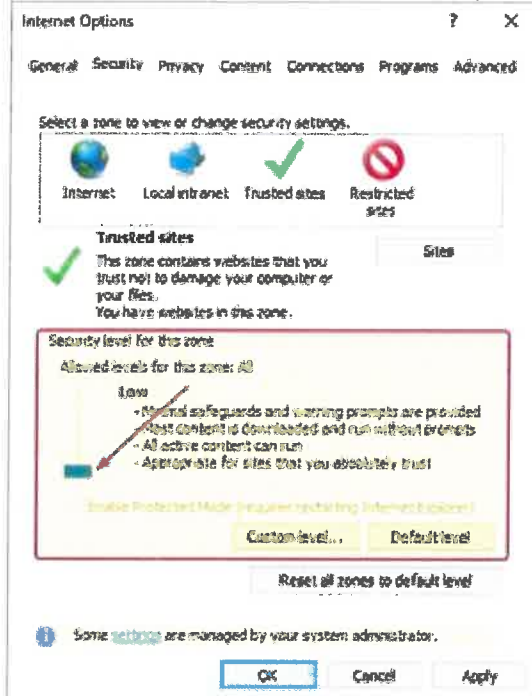 Internet Options ? ×
General Security Privacy Content Connections Programs Advanced
Select a zone to view or change security settings.
Internet Local intranet Trusted sites Restricted sites
Trusted sites
Sites
This zone contains websites that you
trust not to damage your computer or
your files.
You have websites in this zone.
Security level for this zone
Allowed levels for this zone: All
Low
- Minimal safeguards and warning prompts are provided
- Most content is downloaded and run without prompts
- All active content can run
- Appropriate for sites that you absolutely trust
Enable Protected Mode (requires restarting Internet Explorer)
Custom level... Default level
Reset all zones to default level
Some settings are managed by your system administrator.
OK Cancel Apply